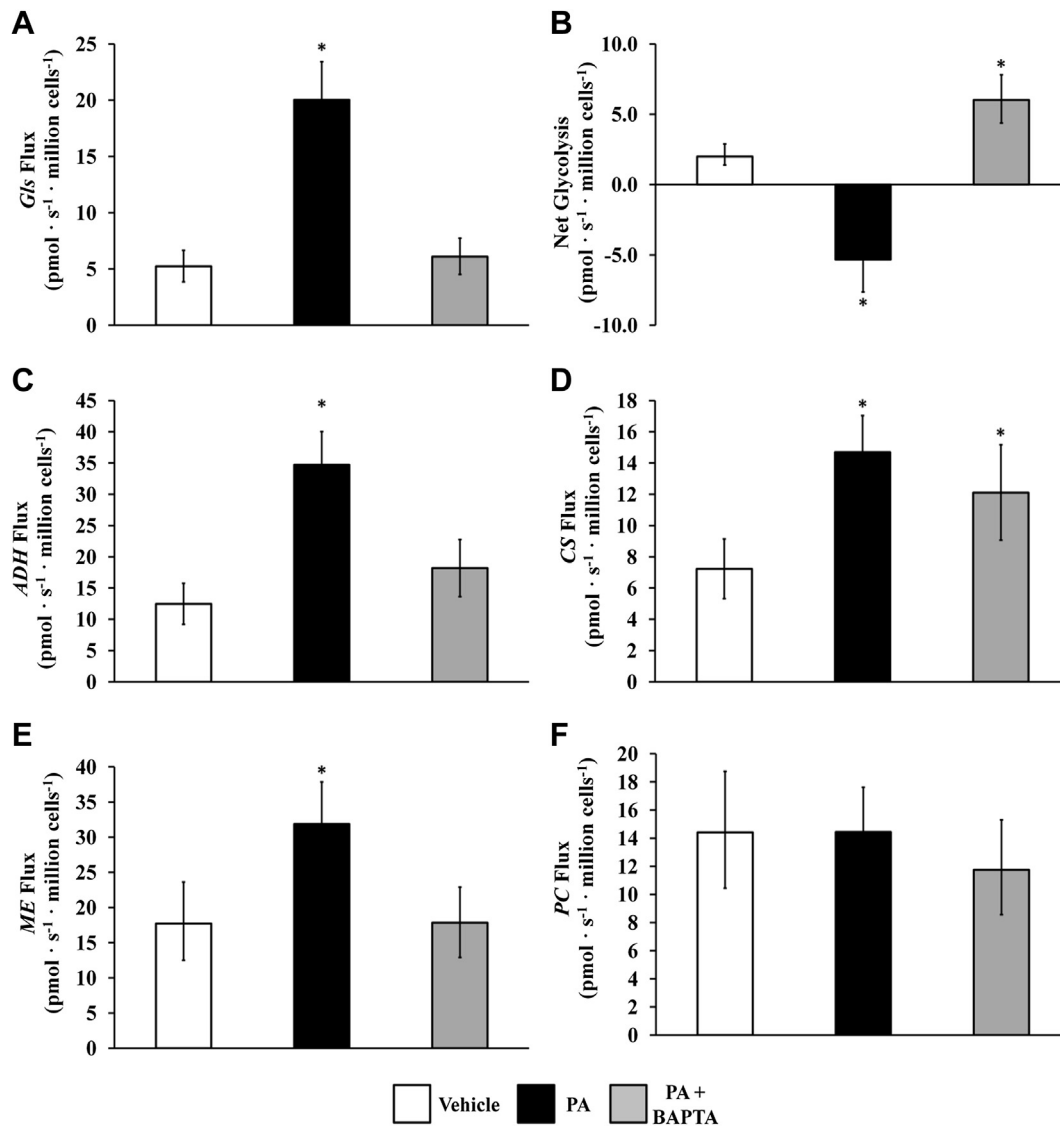 A
Gls Flux
(pmol · s-1 · million cells-1)
25
20
15
10
5
0
*
B
Net Glycolysis
(pmol · s-1 · million cells-1)
10.0
5.0
0.0
-5.0
-10.0
*
*
C
ADH Flux
(pmol · s-1 · million cells-1)
45
40
35
30
25
20
15
10
5
0
*
D
CS Flux
(pmol · s-1 · million cells-1)
18
16
14
12
10
8
6
4
2
0
*
*
E
ME Flux
(pmol · s-1 · million cells-1)
40
35
30
25
20
15
10
5
0
*
F
PC Flux
(pmol · s-1 · million cells-1)
20
18
16
14
12
10
8
6
4
2
0
Vehicle
PA
PA +
BAPTA